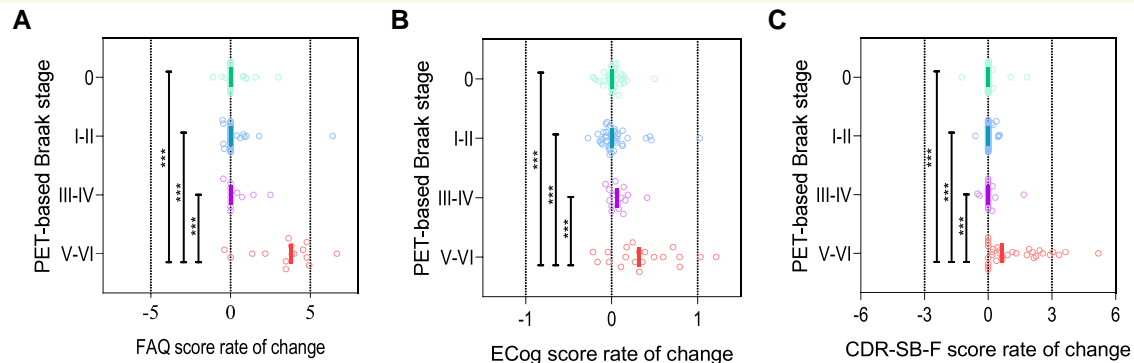 A
PET-based Braak stage
0
I-II
III-IV
V-VI
***
***
***
-5
0
5
FAQ score rate of change
B
PET-based Braak stage
0
I-II
III-IV
V-VI
***
***
***
-1
0
1
ECog score rate of change
C
PET-based Braak stage
0
I-II
III-IV
V-VI
***
***
***
-6
-3
0
3
6
CDR-SB-F score rate of change